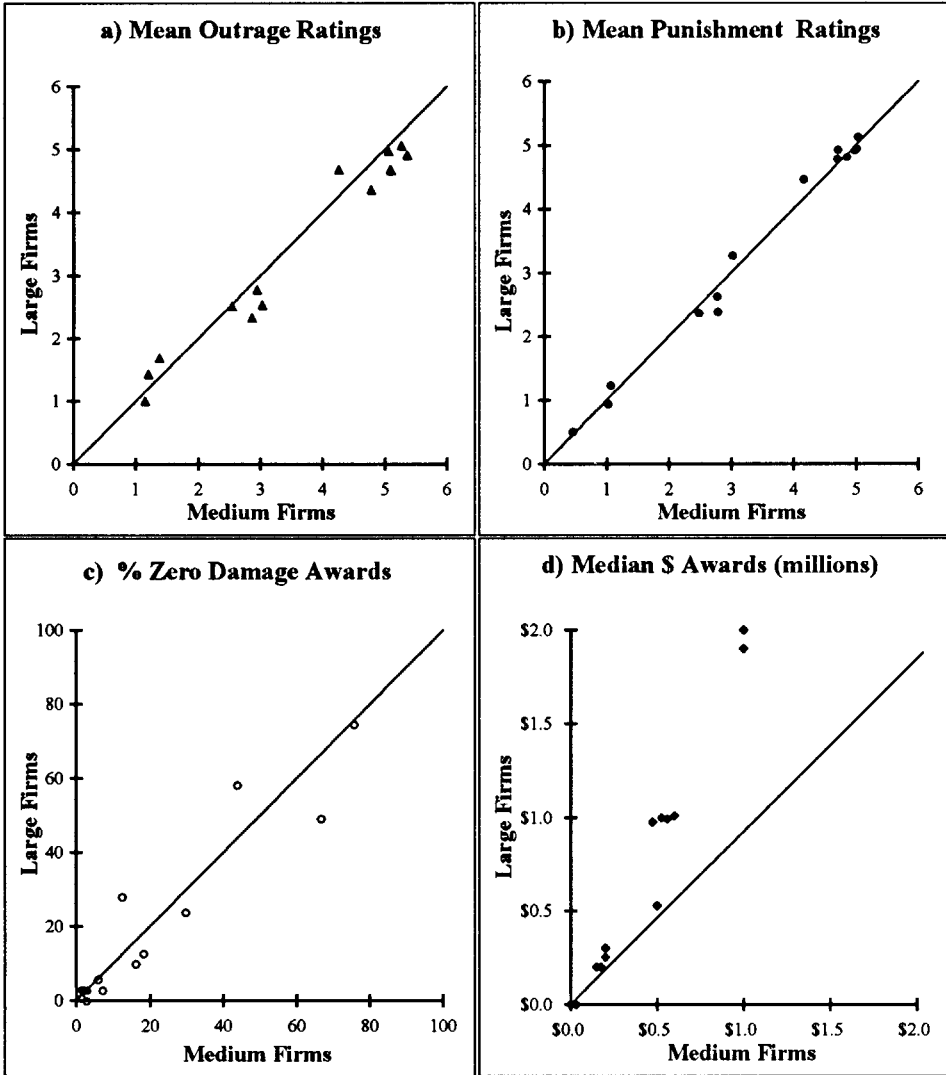 a) Mean Outrage Ratings
6
5
4
3
2
1
0
0 1 2 3 4 5 6
Large Firms
Medium Firms
b) Mean Punishment Ratings
6
5
4
3
2
1
0
0 1 2 3 4 5 6
Large Firms
Medium Firms
c) % Zero Damage Awards
100
80
60
40
20
0
0 20 40 60 80 100
Large Firms
Medium Firms
d) Median $ Awards (millions)
$2.0
$1.5
$1.0
$0.5
$0.0
$0.0 $0.5 $1.0 $1.5 $2.0
Large Firms
Medium Firms